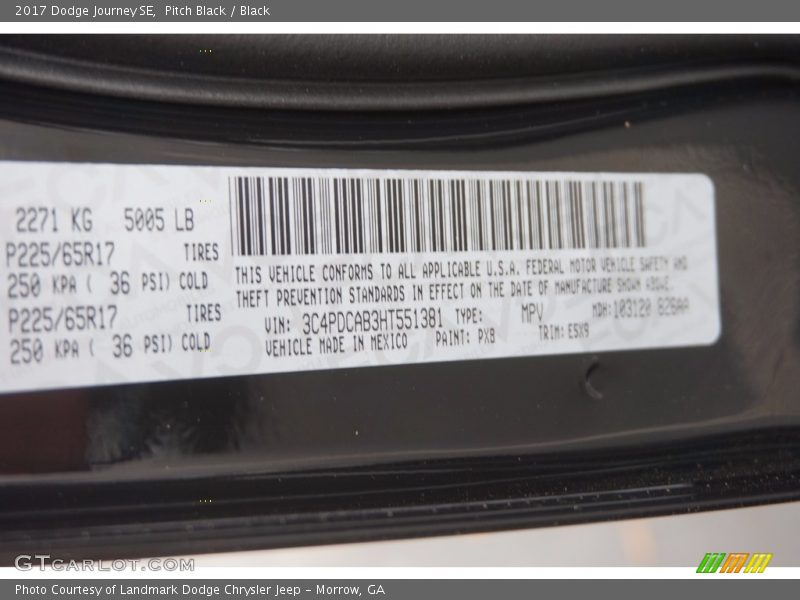 2017 Dodge Journey SE,  Pitch Black / Black
2271 KG 5005 LB
P225/65R17 TIRES
250 KPA ( 36 PSI) COLD
P225/65R17 TIRES
250 KPA ( 36 PSI) COLD
THIS VEHICLE CONFORMS TO ALL APPLICABLE U.S.A. FEDERAL MOTOR VEHICLE SAFETY AND
THEFT PREVENTION STANDARDS IN EFFECT ON THE DATE OF MANUFACTURE SHOWN ABOVE.
VIN: 3C4PDCAB3HT551381 TYPE: MPV MDH:103120 626AA
VEHICLE MADE IN MEXICO PAINT: PX8 TRIM: E5X9
GTCARLOT.COM
Photo Courtesy of Landmark Dodge Chrysler Jeep - Morrow, GA